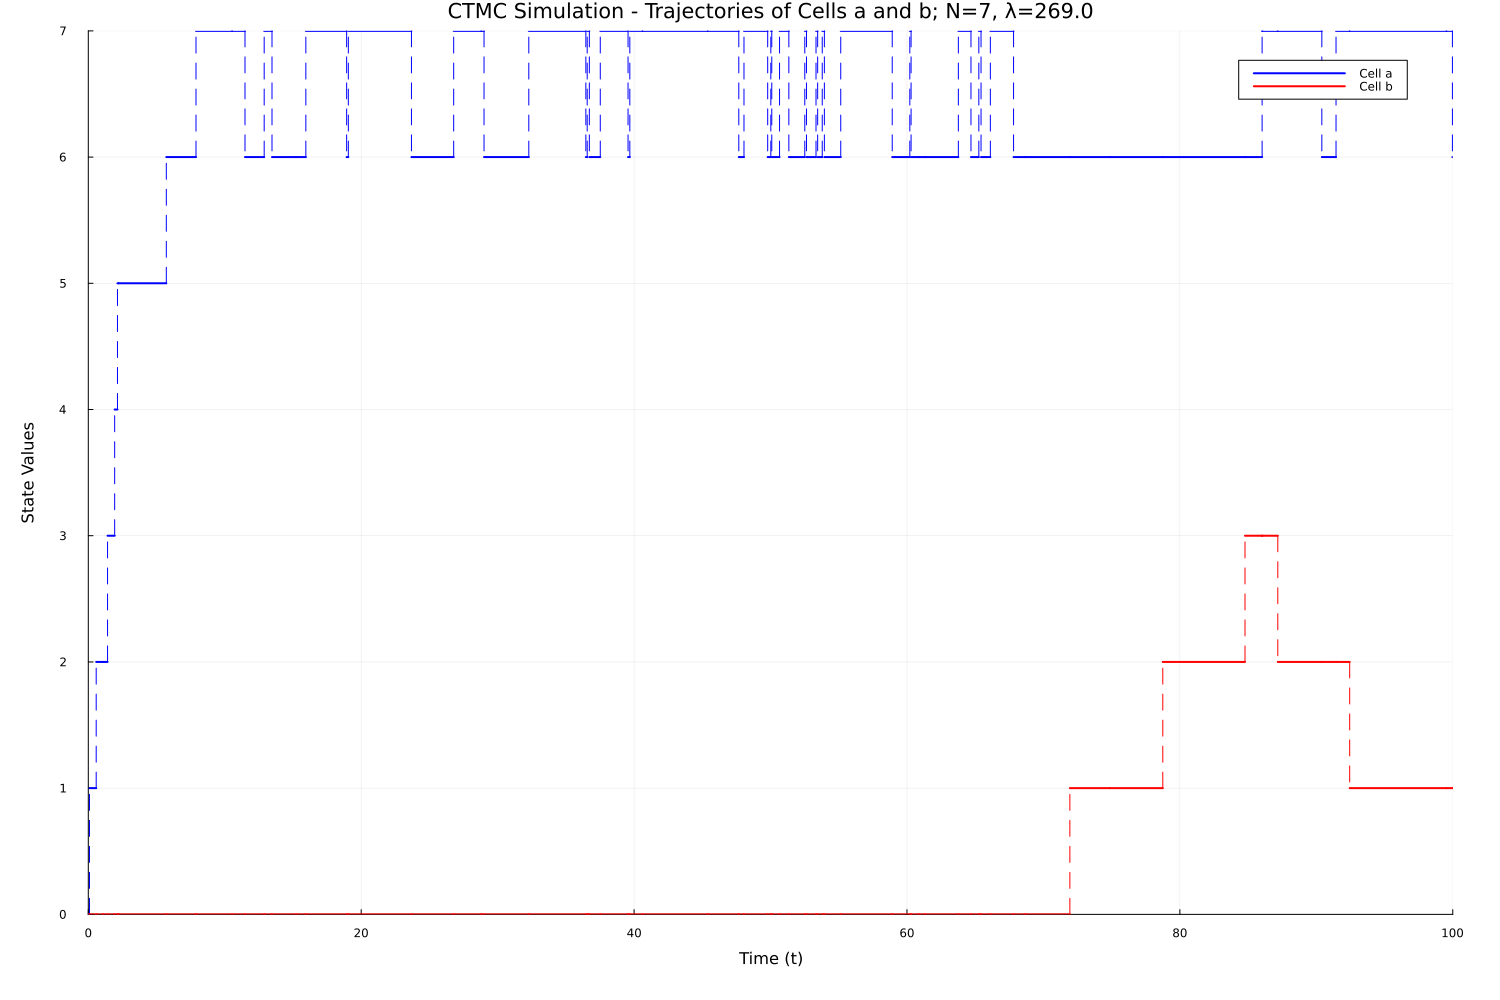 CTMC Simulation - Trajectories of Cells a and b; N=7, λ=269.0
7
Cell a
Cell b
6
5
4
State Values
3
2
1
0
0 20 40 60 80 100
Time (t)